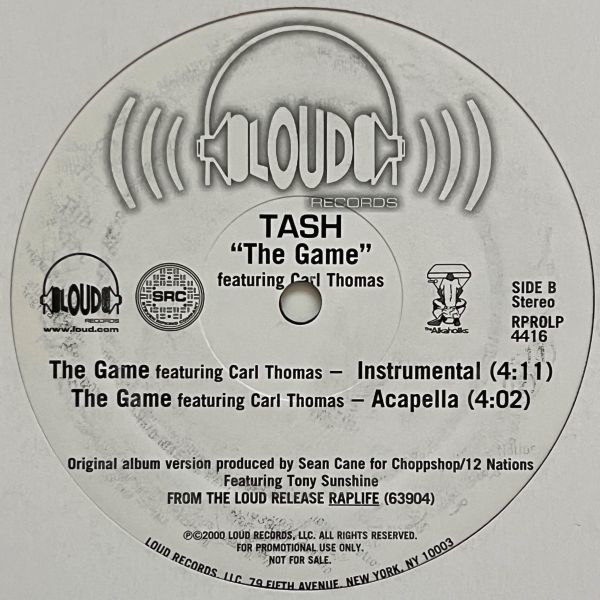 LOUD
RECORDS
TASH
“The Game”
featuring Carl Thomas
LOUD
RECORDS
www.loud.com
SRC
Tha Alkaholiks
SIDE B
Stereo
RPROLP
4416
The Game featuring Carl Thomas – Instrumental (4:11)
The Game featuring Carl Thomas – Acapella (4:02)
Original album version produced by Sean Cane for Choppshop/12 Nations
Featuring Tony Sunshine
FROM THE LOUD RELEASE RAPLIFE (63904)
℗©2000 LOUD RECORDS, LLC. ALL RIGHTS RESERVED.
FOR PROMOTIONAL USE ONLY.
NOT FOR SALE.
LOUD RECORDS, LLC, 79 FIFTH AVENUE, NEW YORK, NY 10003